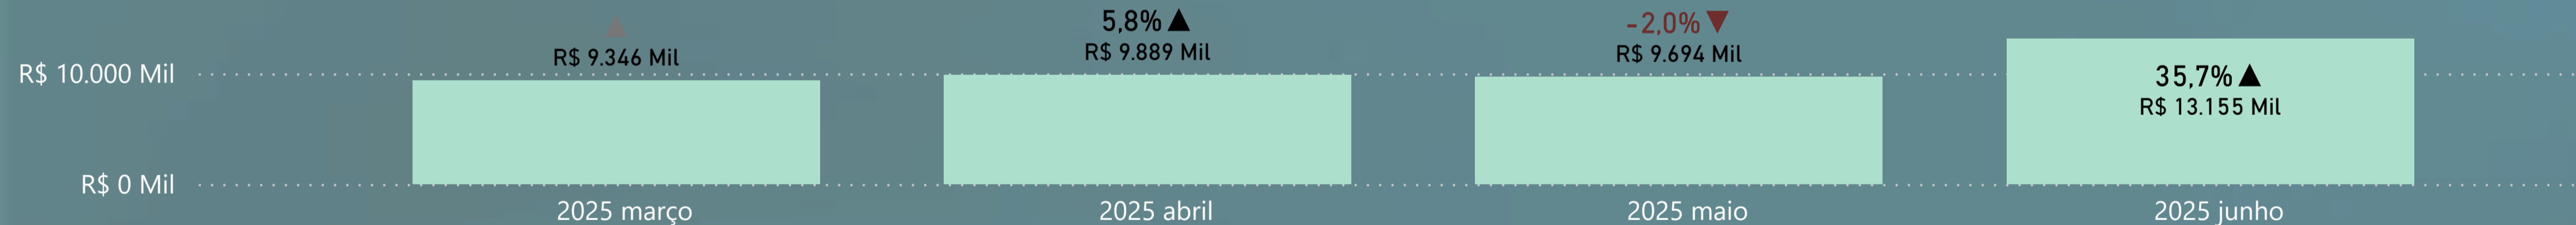 5,8% ▲
-2,0% ▼
▲
R$ 9.346 Mil
R$ 9.889 Mil
R$ 9.694 Mil
R$ 10.000 Mil
35,7% ▲
R$ 13.155 Mil
R$ 0 Mil
2025 março
2025 abril
2025 maio
2025 junho